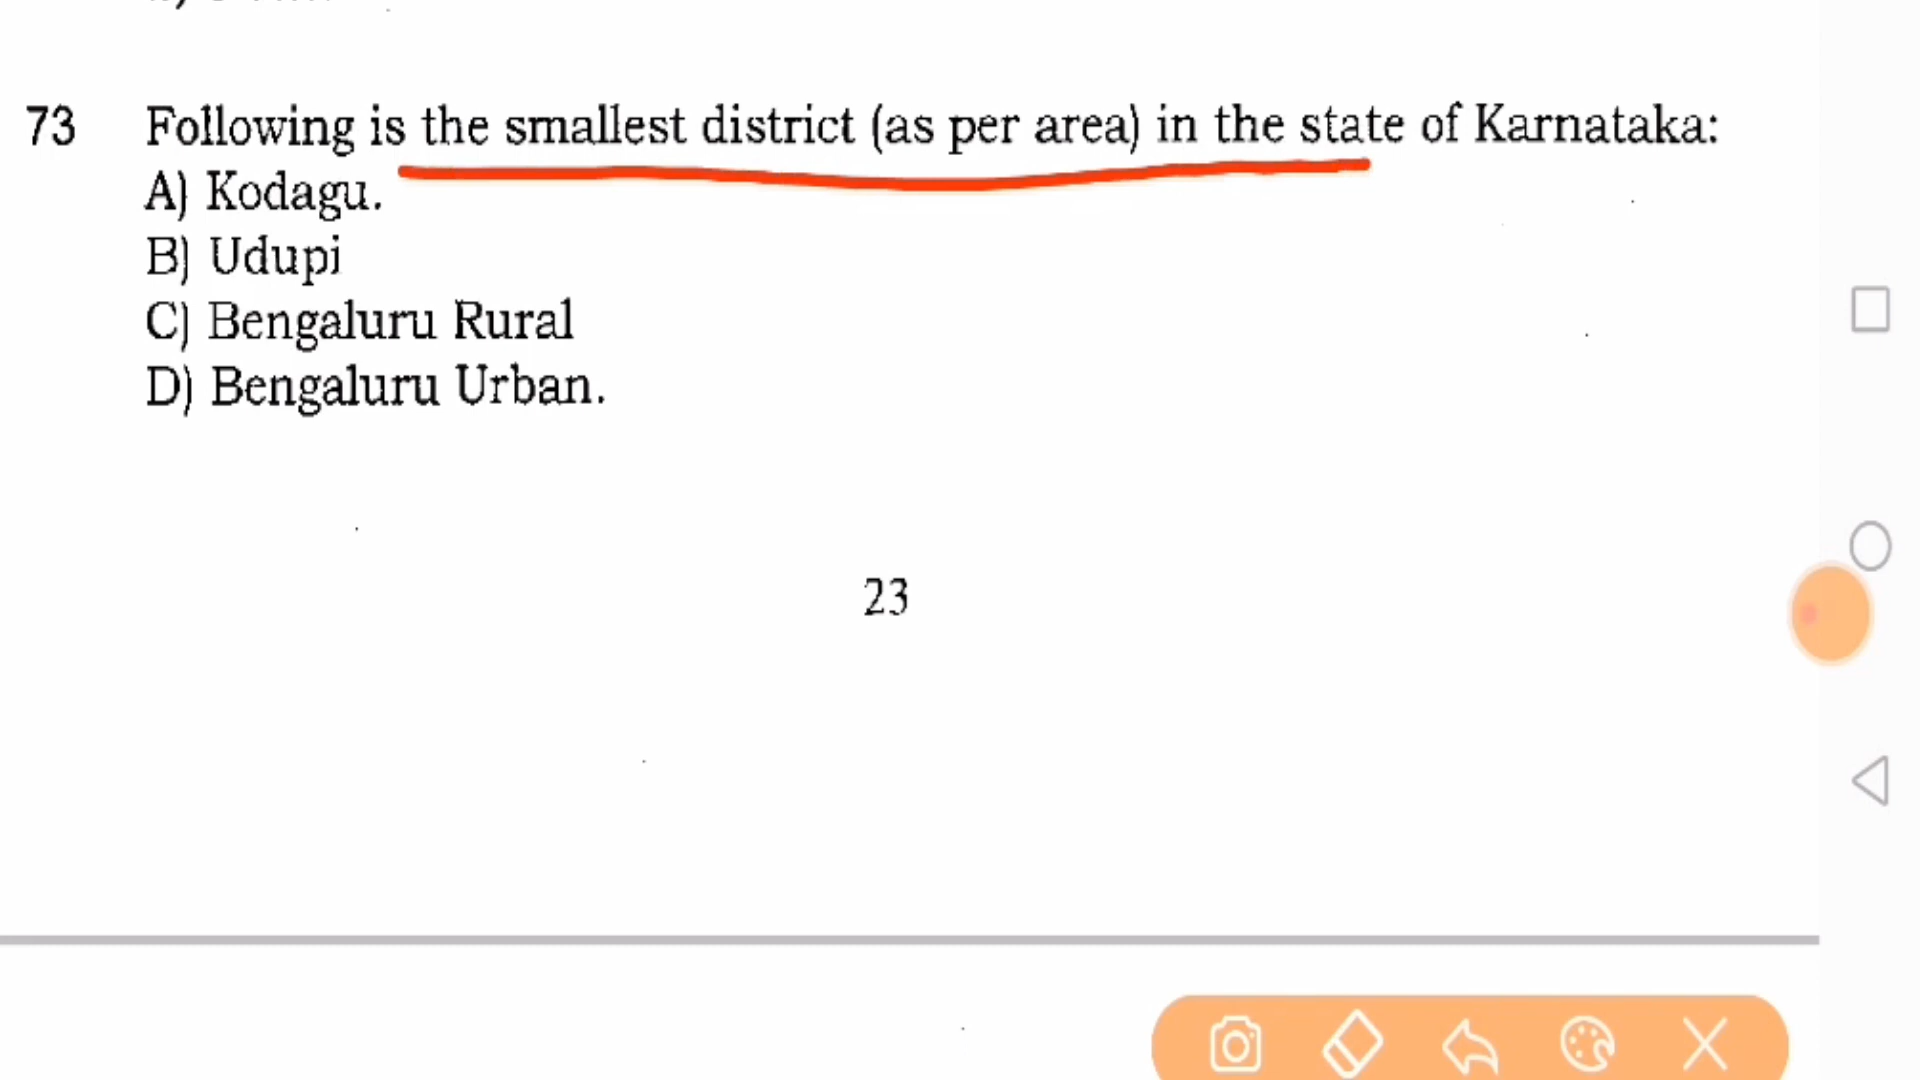 73 Following is the smallest district (as per area) in the state of Karnataka:
A) Kodagu.
B) Udupi
C) Bengaluru Rural
D) Bengaluru Urban.
23